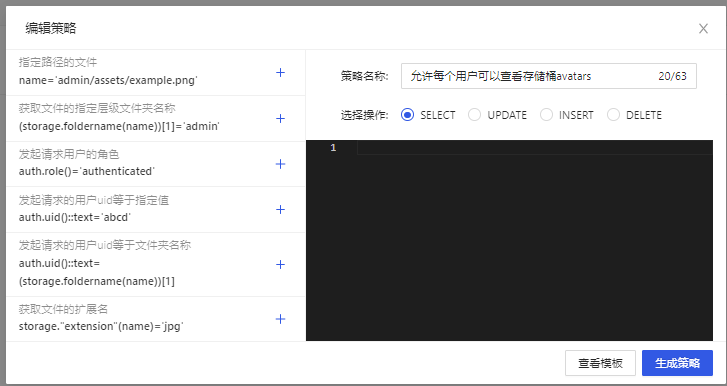 编辑策略
指定路径的文件
name='admin/assets/example.png'
获取文件的指定层级文件夹名称
(storage.foldername(name))[1]='admin'
发起请求用户的角色
auth.role()='authenticated'
发起请求的用户uid等于指定值
auth.uid()::text='abcd'
发起请求的用户uid等于文件夹名称
auth.uid()::text=
(storage.foldername(name))[1]
获取文件的扩展名
storage."extension"(name)='jpg'
策略名称: 允许每个用户可以查看存储桶avatars 20/63
选择操作: SELECT UPDATE INSERT DELETE
1
查看模板 生成策略